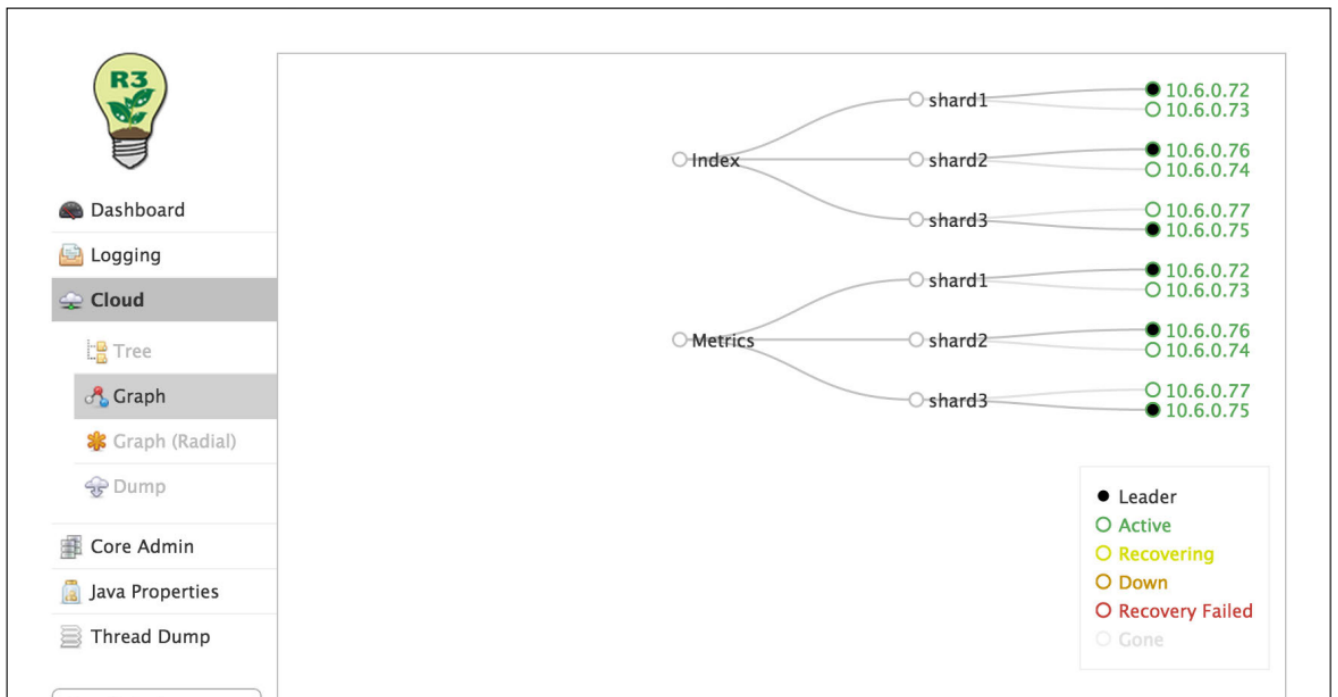 R3
Dashboard
Logging
Cloud
Tree
Graph
Graph (Radial)
Dump
Core Admin
Java Properties
Thread Dump
Index
shard1
10.6.0.72
10.6.0.73
shard2
10.6.0.76
10.6.0.74
shard3
10.6.0.77
10.6.0.75
Metrics
shard1
10.6.0.72
10.6.0.73
shard2
10.6.0.76
10.6.0.74
shard3
10.6.0.77
10.6.0.75
Leader
Active
Recovering
Down
Recovery Failed
Gone